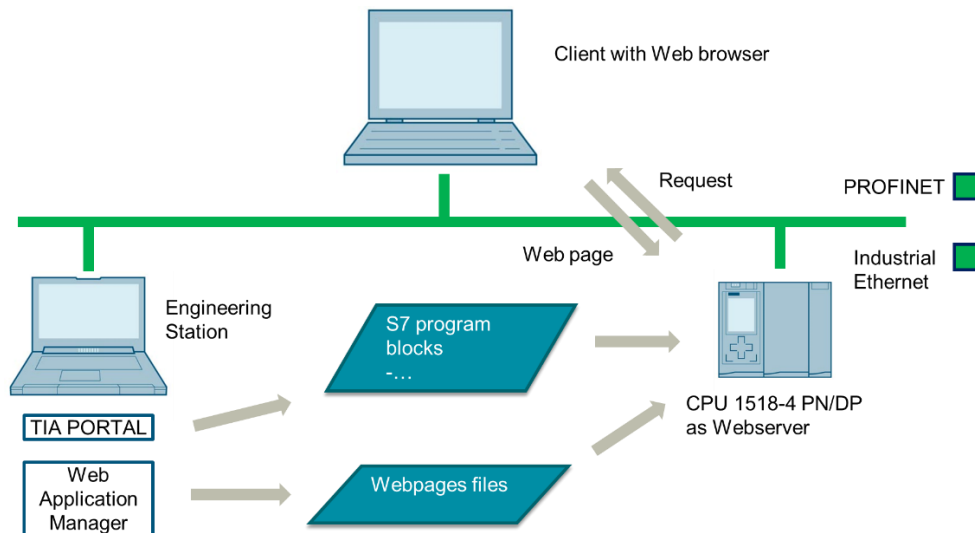 Client with Web browser
Request
PROFINET
Web page
Industrial
Ethernet
Engineering
Station
S7 program
blocks
-...
CPU 1518-4 PN/DP
as Webserver
TIA PORTAL
Web
Application
Manager
Webpages files